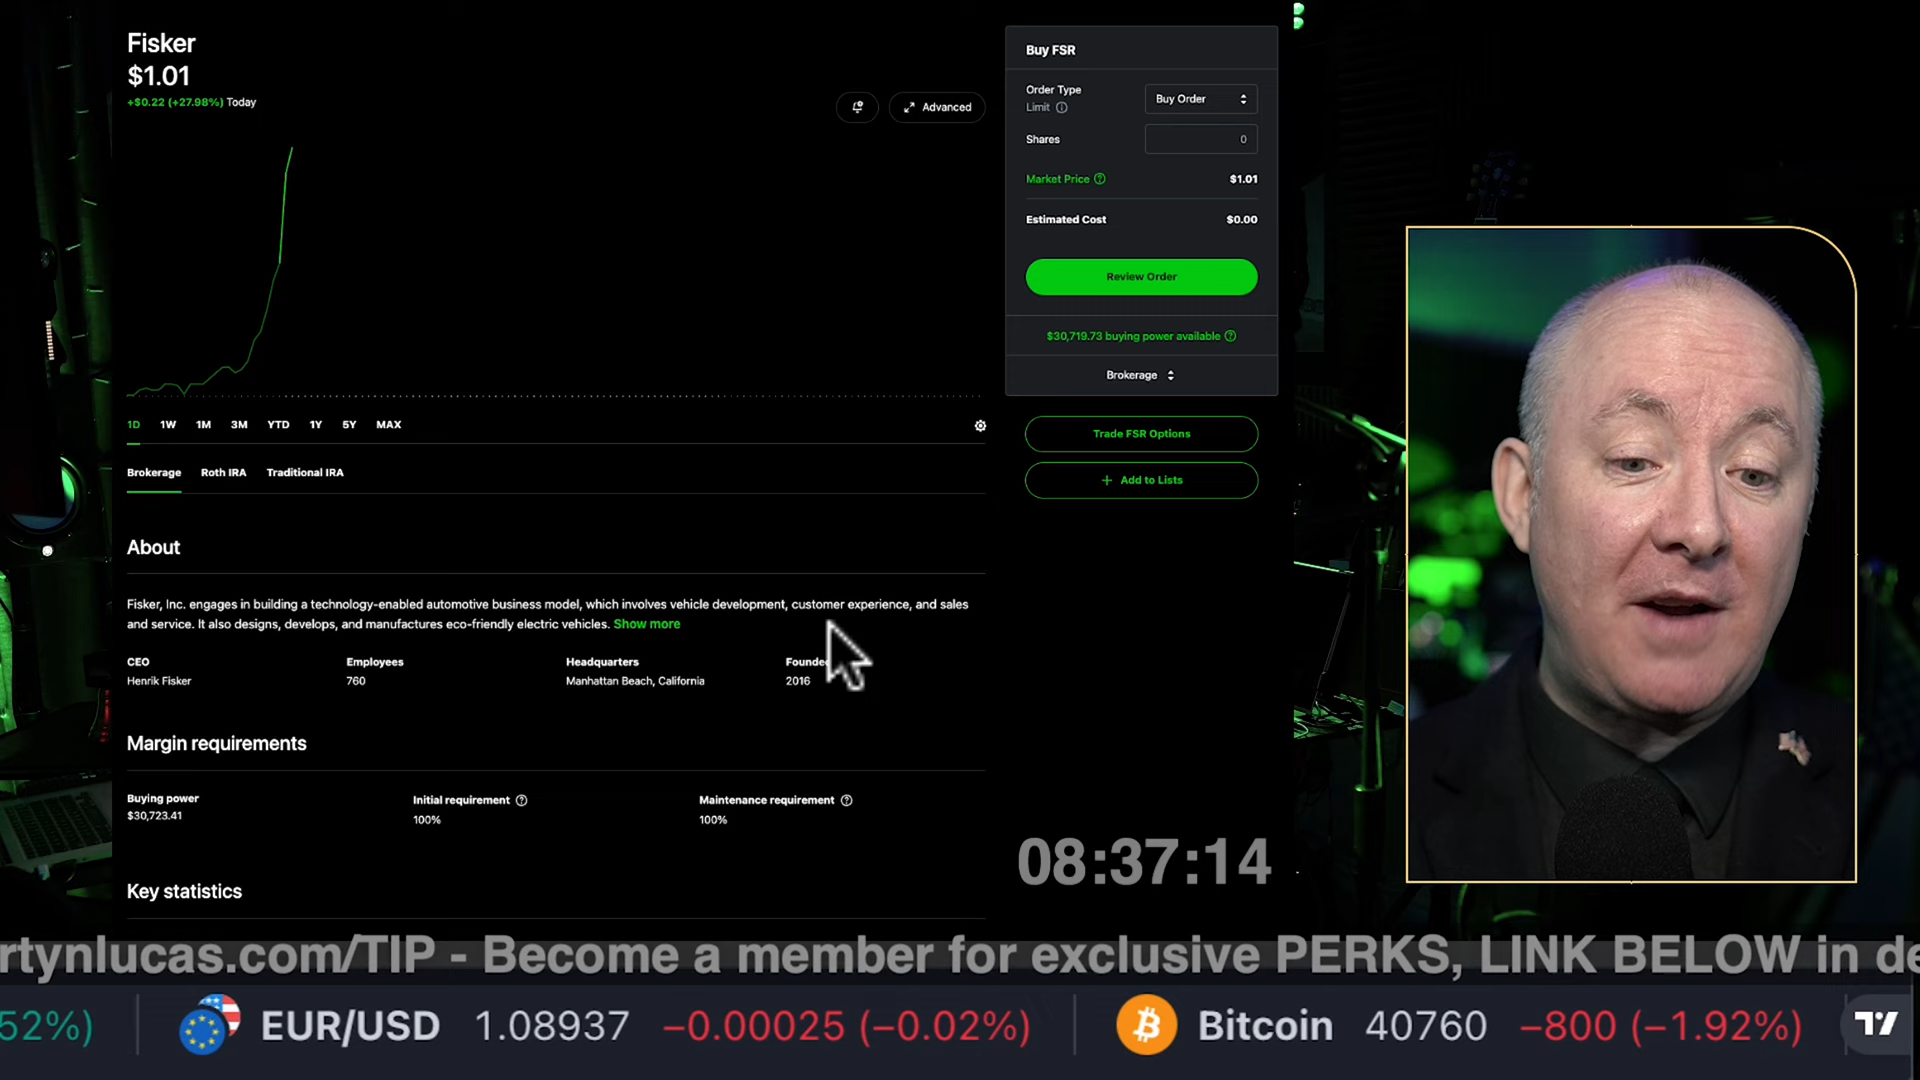 Fisker
$1.01
+$0.22 (+27.98%) Today
Advanced
1D 1W 1M 3M YTD 1Y 5Y MAX
Brokerage Roth IRA Traditional IRA
About
Fisker, Inc. engages in building a technology-enabled automotive business model, which involves vehicle development, customer experience, and sales
and service. It also designs, develops, and manufactures eco-friendly electric vehicles. Show more
CEO Employees Headquarters Founde
Henrik Fisker 760 Manhattan Beach, California 2016
Margin requirements
Buying power Initial requirement Maintenance requirement
$30,723.41 100% 100%
Key statistics
Buy FSR
Order Type
Limit
Buy Order
Shares 0
Market Price $1.01
Estimated Cost $0.00
Review Order
$30,719.73 buying power available
Brokerage
Trade FSR Options
+ Add to Lists
08:37:14
rtynlucas.com/TIP - Become a member for exclusive PERKS, LINK BELOW in de
52%) EUR/USD 1.08937 −0.00025 (−0.02%) Bitcoin 40760 −800 (−1.92%)